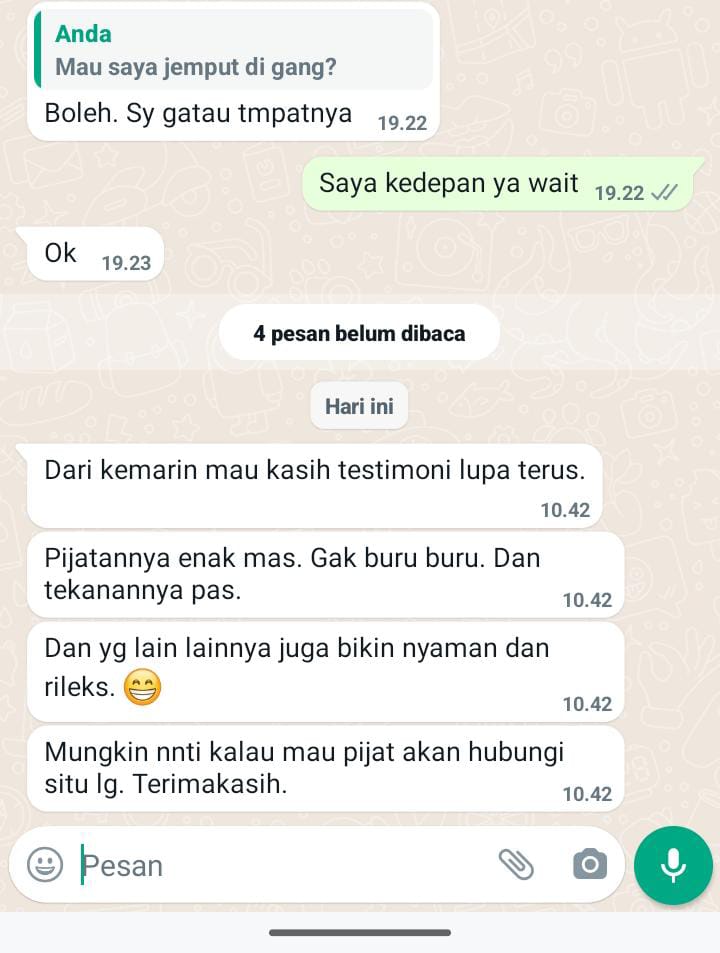 Anda
Mau saya jemput di gang?
Boleh. Sy gatau tmpatnya 19.22
Saya kedepan ya wait 19.22
Ok 19.23
4 pesan belum dibaca
Hari ini
Dari kemarin mau kasih testimoni lupa terus.
10.42
Pijatannya enak mas. Gak buru buru. Dan
tekanannya pas. 10.42
Dan yg lain lainnya juga bikin nyaman dan
rileks. 😁 10.42
Mungkin nnti kalau mau pijat akan hubungi
situ lg. Terimakasih. 10.42
Pesan